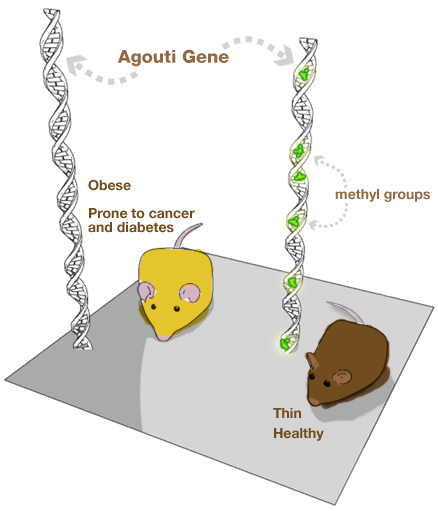 Agouti Gene
Obese
Prone to cancer
and diabetes
methyl groups
Thin
Healthy